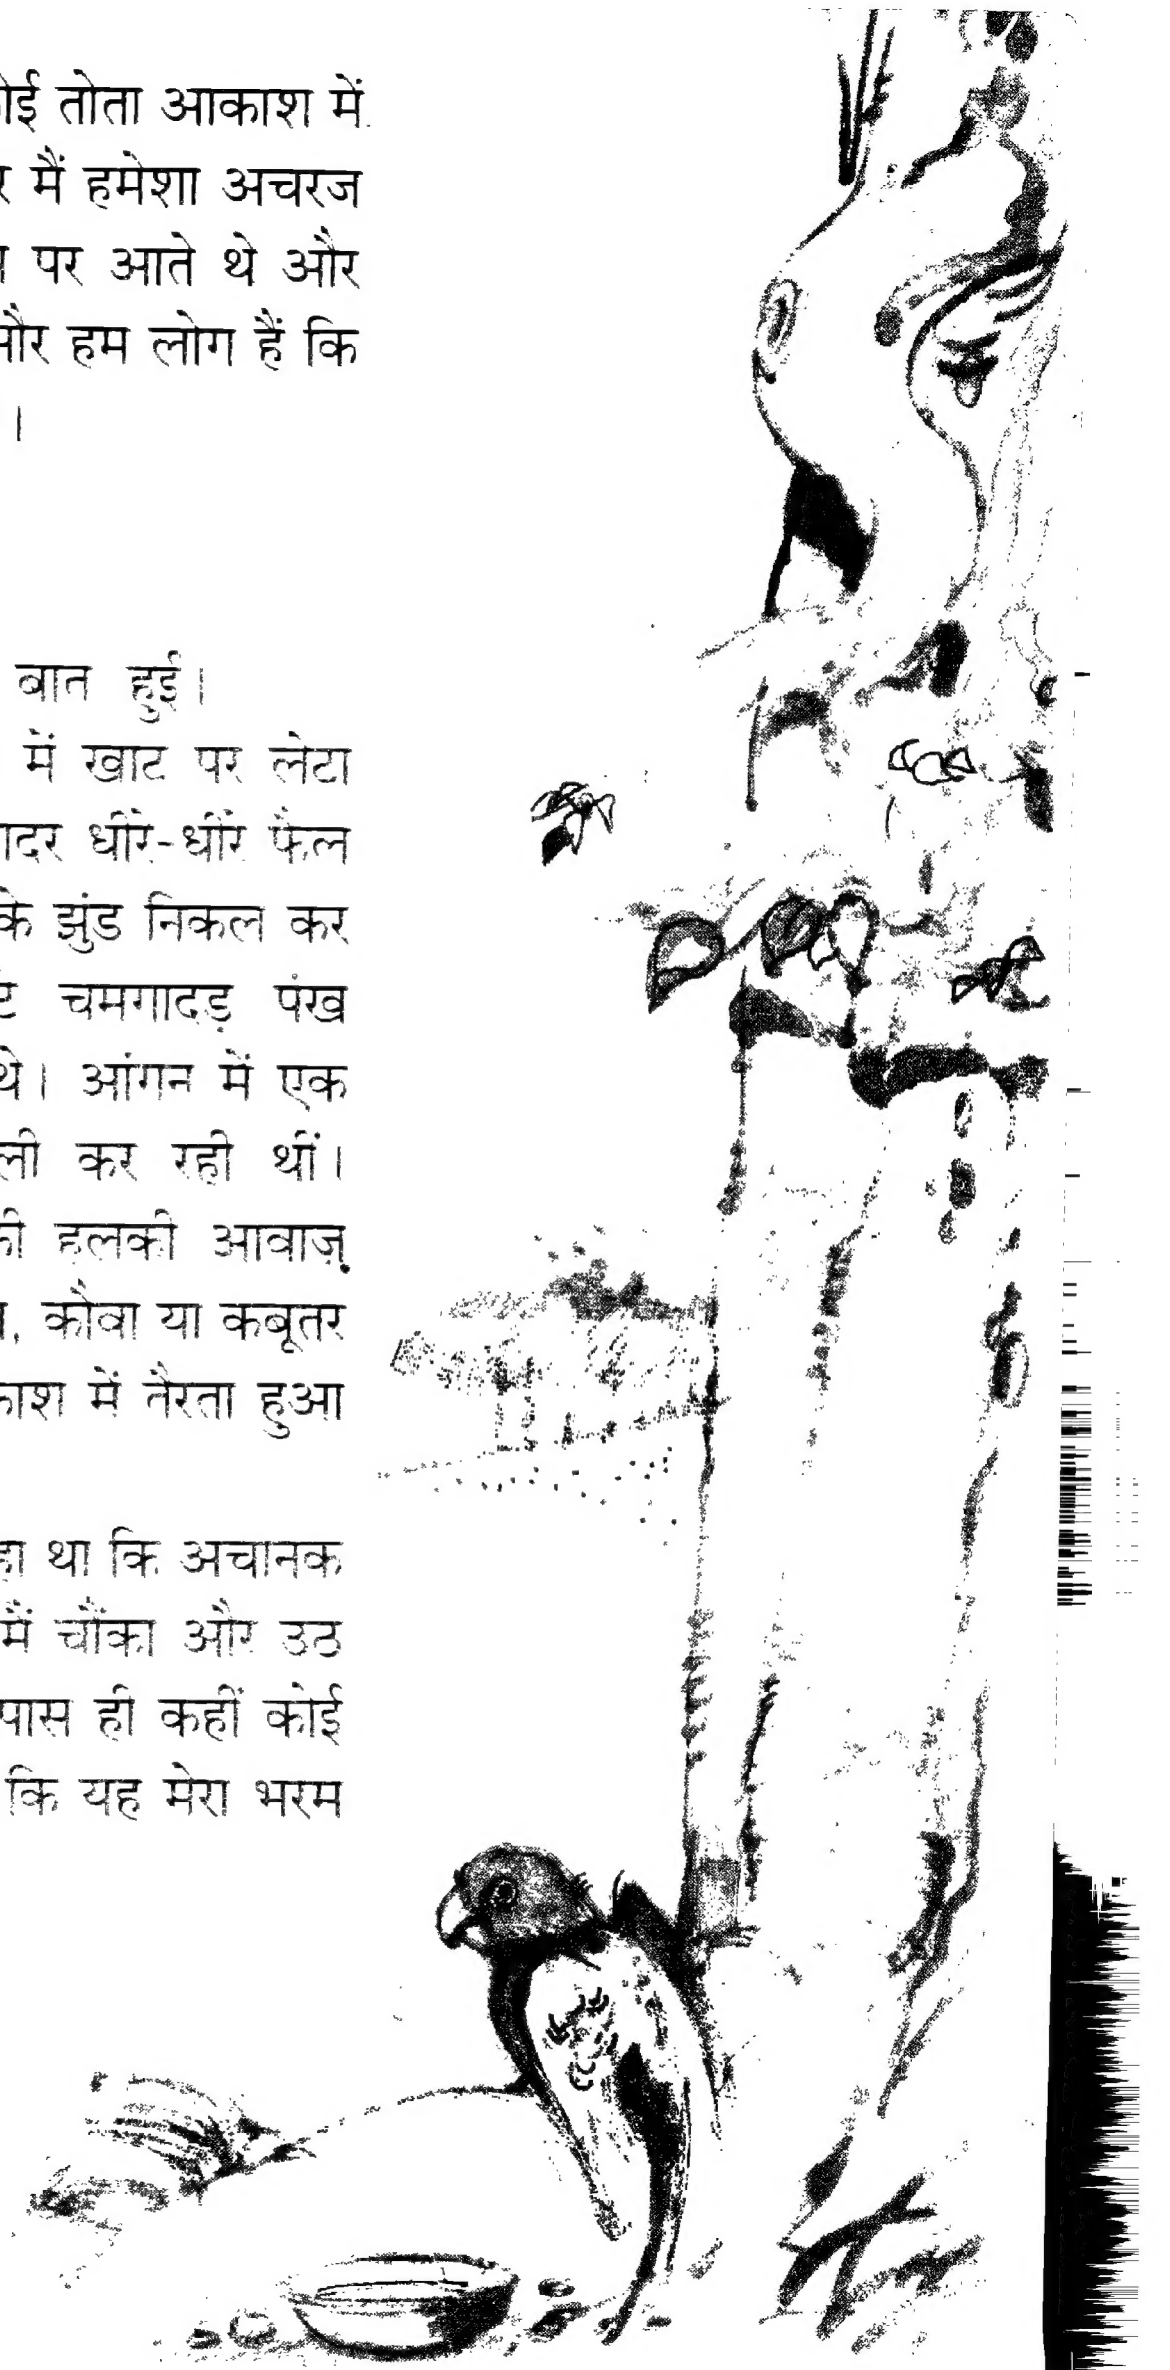 तोता आकाश में
मैं हमेशा अचरज
पर आते थे और
हम लोग हैं कि
।
बात हुई।
में खाट पर लेटा
धीरे-धीरे फैल
के झुंड निकल कर
चमगादड़ पंख
थे। आंगन में एक
कर रही थीं।
हलकी आवाज़
कौवा या कबूतर
में तैरता हुआ
था कि अचानक
मैं चौंका और उठ
पास ही कहीं कोई
कि यह मेरा भरम